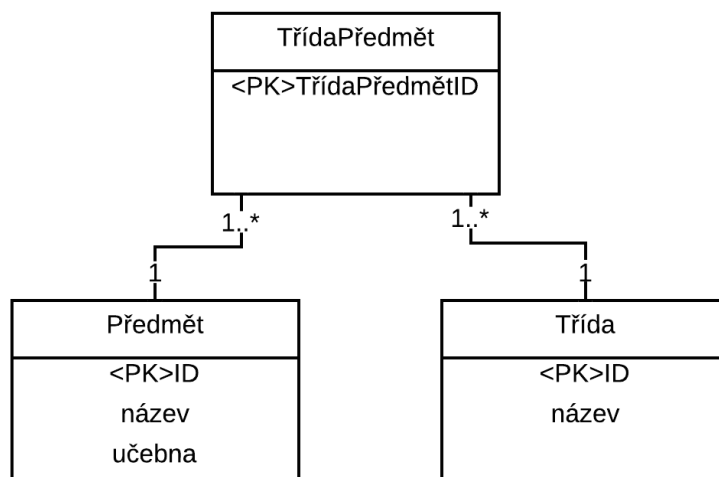 TřídaPředmět
<PK>TřídaPředmětID
1..*
1..*
1
1
Předmět
Třída
<PK>ID
<PK>ID
název
název
učebna